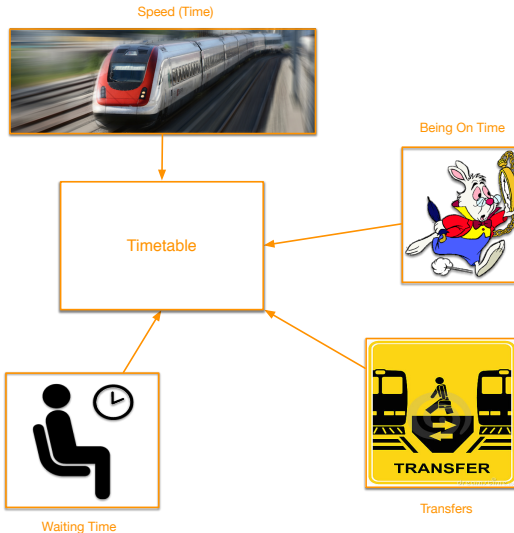 Speed (Time)
Being On Time
Timetable
TRANSFER
Waiting Time
Transfers